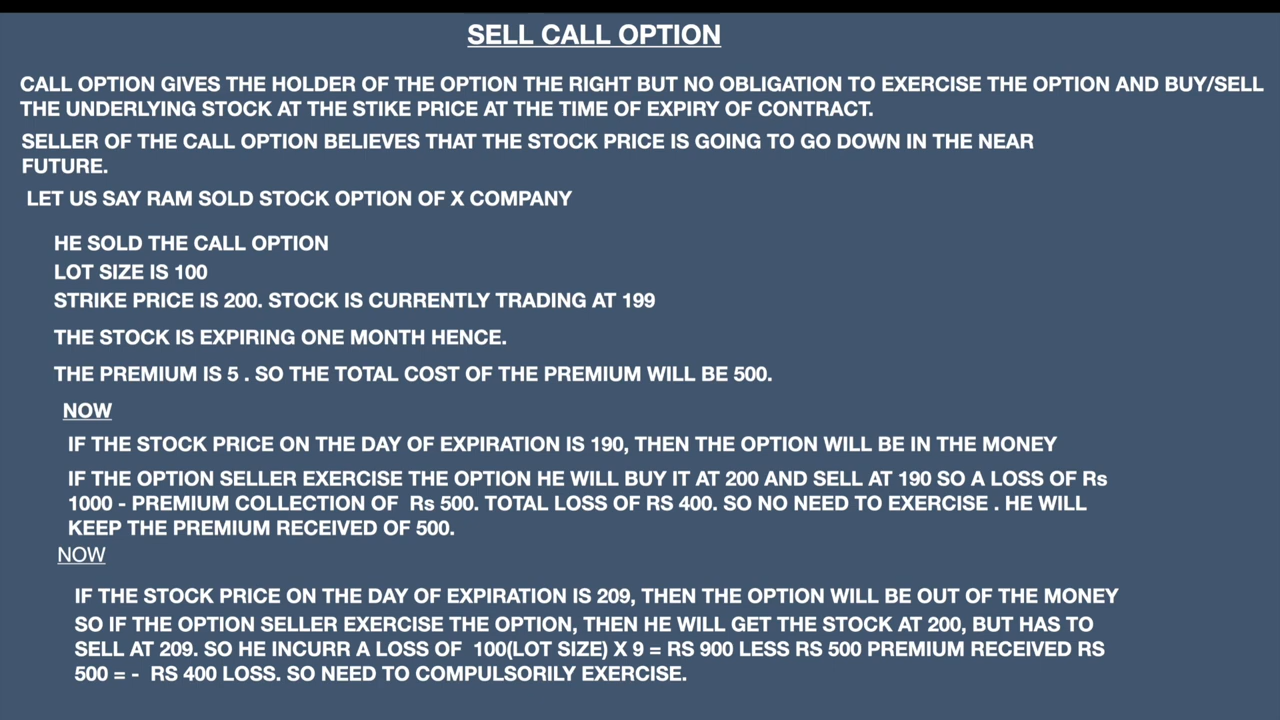 SELL CALL OPTION
CALL OPTION GIVES THE HOLDER OF THE OPTION THE RIGHT BUT NO OBLIGATION TO EXERCISE THE OPTION AND BUY/SELL
THE UNDERLYING STOCK AT THE STIKE PRICE AT THE TIME OF EXPIRY OF CONTRACT.
SELLER OF THE CALL OPTION BELIEVES THAT THE STOCK PRICE IS GOING TO GO DOWN IN THE NEAR
FUTURE.
LET US SAY RAM SOLD STOCK OPTION OF X COMPANY
HE SOLD THE CALL OPTION
LOT SIZE IS 100
STRIKE PRICE IS 200. STOCK IS CURRENTLY TRADING AT 199
THE STOCK IS EXPIRING ONE MONTH HENCE.
THE PREMIUM IS 5 . SO THE TOTAL COST OF THE PREMIUM WILL BE 500.
NOW
IF THE STOCK PRICE ON THE DAY OF EXPIRATION IS 190, THEN THE OPTION WILL BE IN THE MONEY
IF THE OPTION SELLER EXERCISE THE OPTION HE WILL BUY IT AT 200 AND SELL AT 190 SO A LOSS OF Rs
1000 - PREMIUM COLLECTION OF Rs 500. TOTAL LOSS OF RS 400. SO NO NEED TO EXERCISE . HE WILL
KEEP THE PREMIUM RECEIVED OF 500.
NOW
IF THE STOCK PRICE ON THE DAY OF EXPIRATION IS 209, THEN THE OPTION WILL BE OUT OF THE MONEY
SO IF THE OPTION SELLER EXERCISE THE OPTION, THEN HE WILL GET THE STOCK AT 200, BUT HAS TO
SELL AT 209. SO HE INCURR A LOSS OF 100(LOT SIZE) X 9 = RS 900 LESS RS 500 PREMIUM RECEIVED RS
500 = - RS 400 LOSS. SO NEED TO COMPULSORILY EXERCISE.